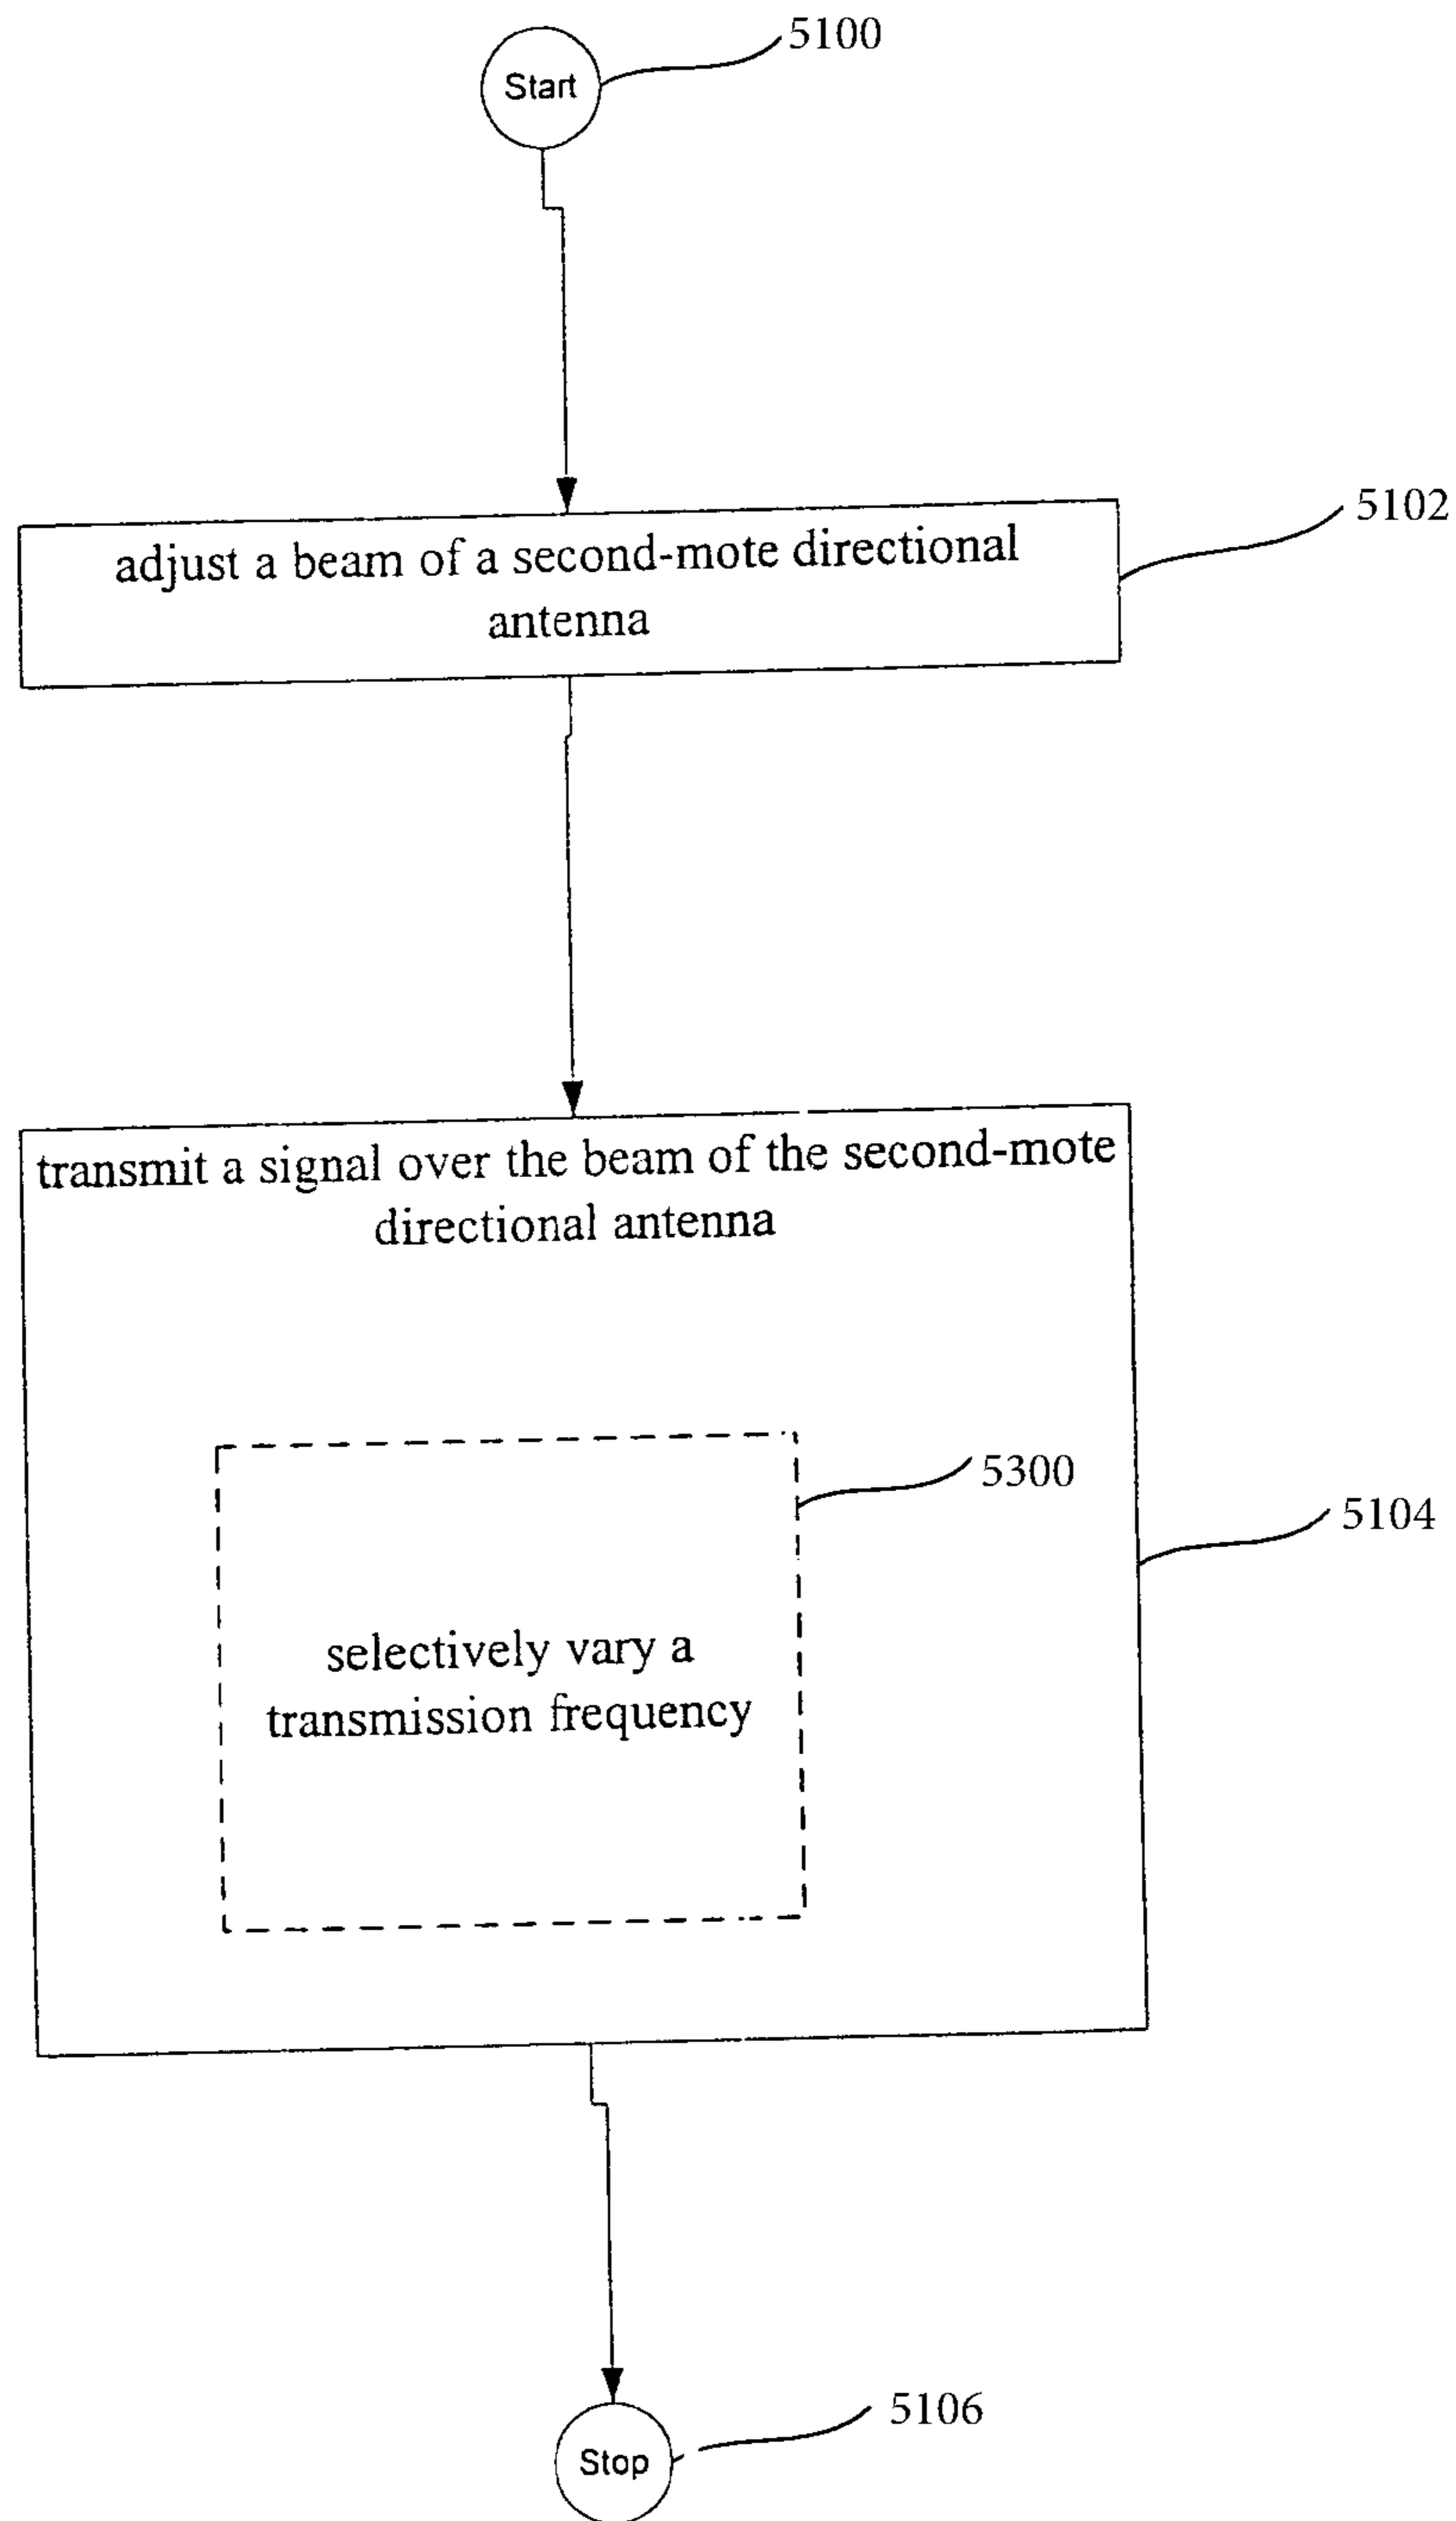 5100
Start
5102
adjust a beam of a second-mote directional
antenna
transmit a signal over the beam of the second-mote
directional antenna
5300
5104
selectively vary a
transmission frequency
5106
Stop